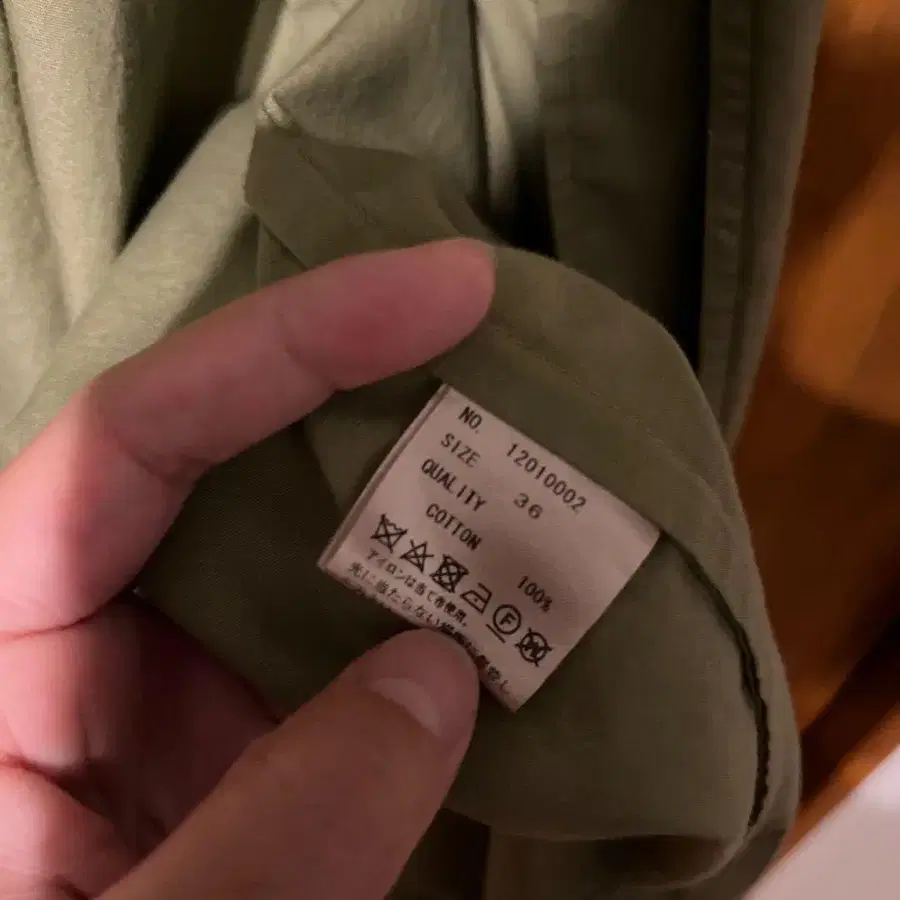 NO. 12010002
SIZE 36
QUALITY
COTTON 100%
アイロンは当て布使用。
光に当たらない